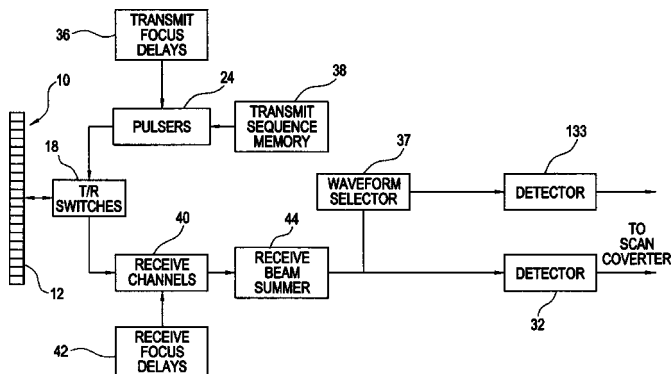 36
TRANSMIT
FOCUS
DELAYS
10
24
38
PULSERS
TRANSMIT
SEQUENCE
MEMORY
18
T/R
SWITCHES
37
WAVEFORM
SELECTOR
133
DETECTOR
40
44
RECEIVE
CHANNELS
RECEIVE
BEAM
SUMMER
TO
SCAN
COVERTER
DETECTOR
12
32
42
RECEIVE
FOCUS
DELAYS